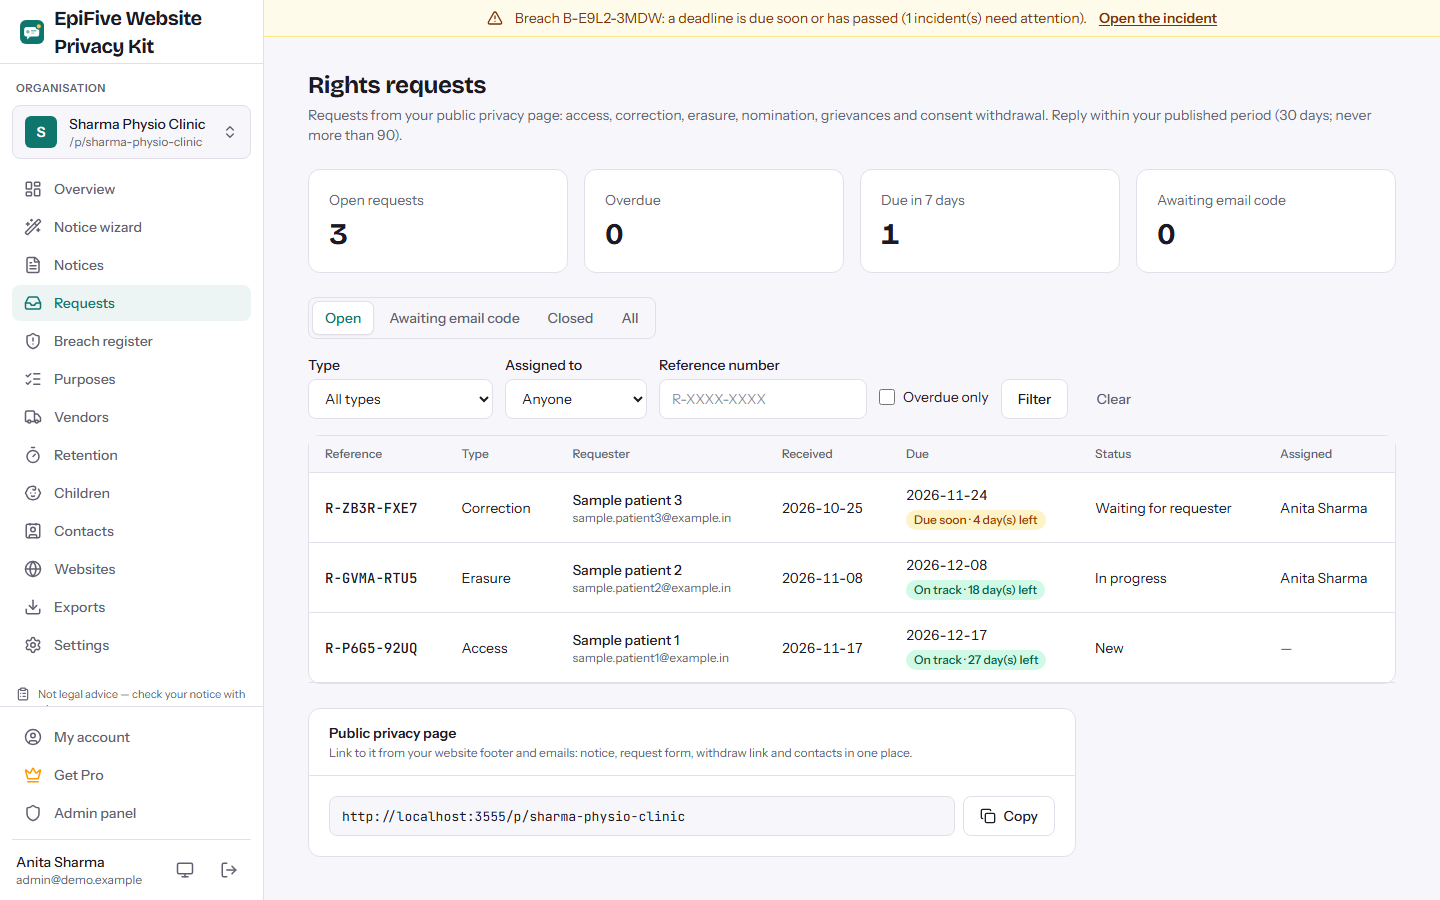 EpiFive Website
Privacy Kit
ORGANISATION
S
Sharma Physio Clinic
/p/sharma-physio-clinic
Overview
Notice wizard
Notices
Requests
Breach register
Purposes
Vendors
Retention
Children
Contacts
Websites
Exports
Settings
Not legal advice — check your notice with
My account
Get Pro
Admin panel
Anita Sharma
admin@demo.example
Breach B-E9L2-3MDW: a deadline is due soon or has passed (1 incident(s) need attention). Open the incident
Rights requests
Requests from your public privacy page: access, correction, erasure, nomination, grievances and consent withdrawal. Reply within your published period (30 days; never
more than 90).
Open requests
3
Overdue
0
Due in 7 days
1
Awaiting email code
0
Open Awaiting email code Closed All
Type Assigned to Reference number
All types Anyone R-XXXX-XXXX Overdue only Filter Clear
Reference Type Requester Received Due Status Assigned
R-ZB3R-FXE7 Correction Sample patient 3 2026-10-25 2026-11-24 Waiting for requester Anita Sharma
sample.patient3@example.in Due soon · 4 day(s) left
R-GVMA-RTU5 Erasure Sample patient 2 2026-11-08 2026-12-08 In progress Anita Sharma
sample.patient2@example.in On track · 18 day(s) left
R-P6G5-92UQ Access Sample patient 1 2026-11-17 2026-12-17 New —
sample.patient1@example.in On track · 27 day(s) left
Public privacy page
Link to it from your website footer and emails: notice, request form, withdraw link and contacts in one place.
http://localhost:3555/p/sharma-physio-clinic Copy